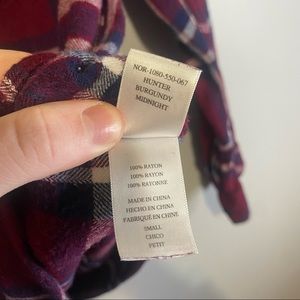 NOR-1080-550-067
HUNTER
BURGUNDY
MIDNIGHT
100% RAYON
100% RAYON
100% RAYONNE
MADE IN CHINA
HECHO EN CHINA
FABRIQUÉ EN CHINE
SMALL
CHICO
PETIT